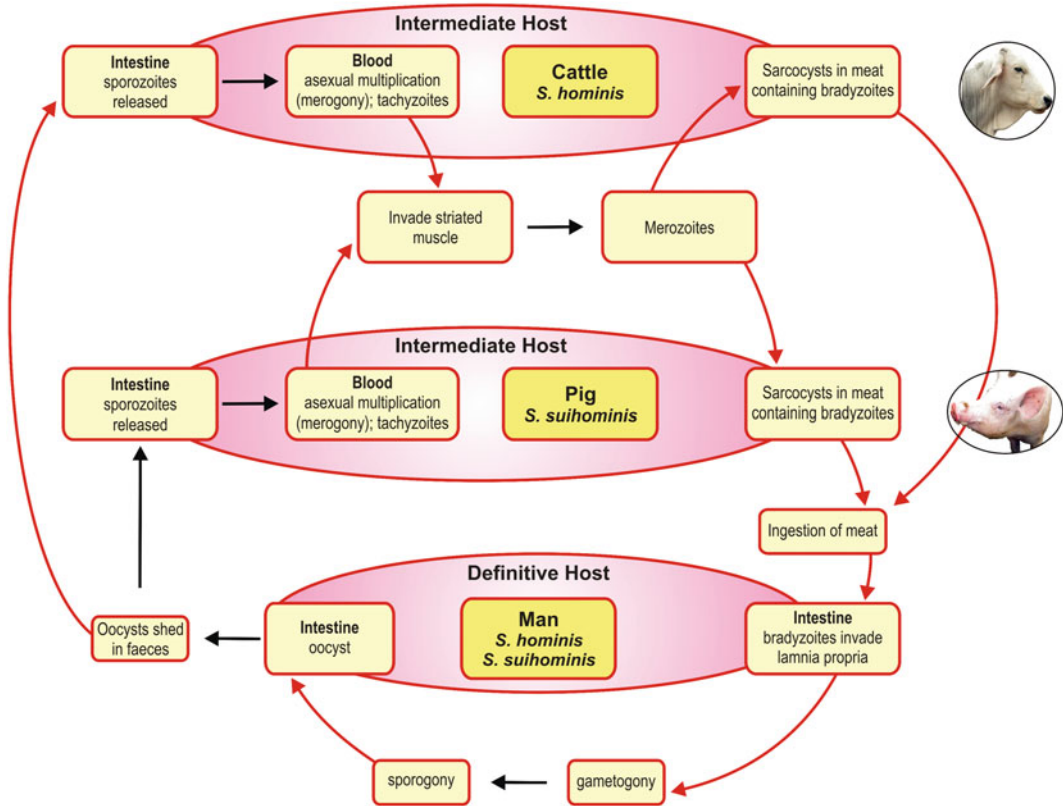 Intermediate Host
Intestine
sporozoites
released
Blood
asexual multiplication
(merogony); tachyzoites
Cattle
S. hominis
Sarcocysts in meat
containing bradyzoites
Invade striated
muscle
Merozoites
Intermediate Host
Intestine
sporozoites
released
Blood
asexual multiplication
(merogony); tachyzoites
Pig
S. suihominis
Sarcocysts in meat
containing bradyzoites
Ingestion of meat
Definitive Host
Oocysts shed
in faeces
Intestine
oocyst
Man
S. hominis
S. suihominis
Intestine
bradyzoites invade
lamnia propria
sporogony
gametogony